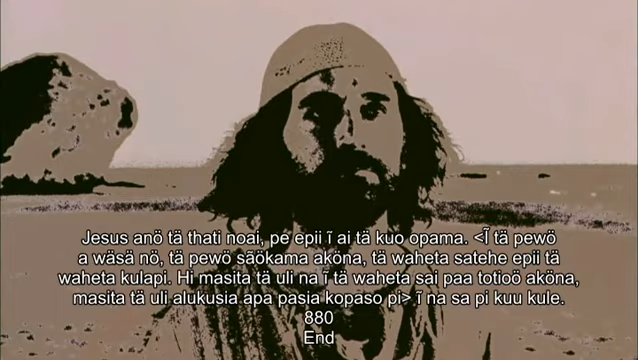 Jesus anö tä thati noai, pe epii ĩ ai tä kuo opama. <Ĩ tä pewö
a wäsä nö, tä pewö säökama aköna, tä waheta satehe epii tä
waheta kulapi. Hi masita tä uli na ĩ tä waheta sai paa totioö aköna,
masita tä uli alukusia apa pasia kopaso pi> ĩ na sa pi kuu kule.
880
End